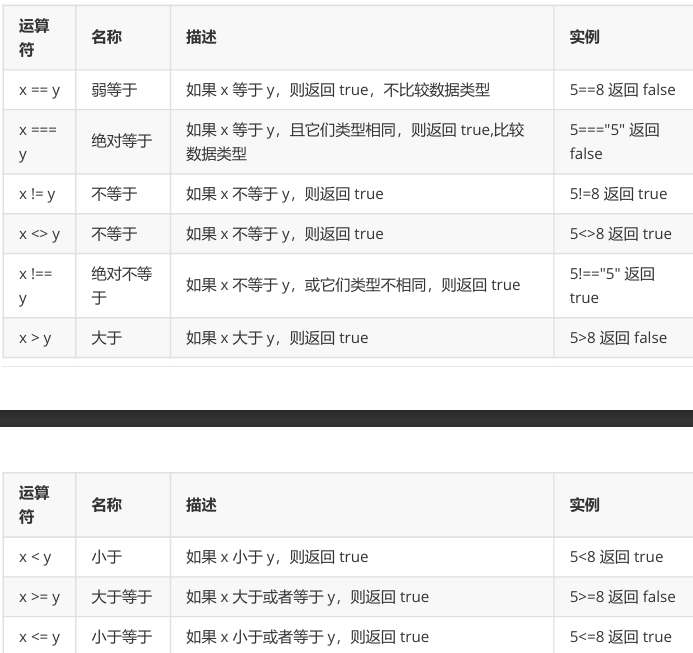 运算符 名称 描述 实例
x == y 弱等于 如果 x 等于 y，则返回 true，不比较数据类型 5==8 返回 false
x === y 绝对等于 如果 x 等于 y，且它们类型相同，则返回 true,比较数据类型 5==="5" 返回 false
x != y 不等于 如果 x 不等于 y，则返回 true 5!=8 返回 true
x <> y 不等于 如果 x 不等于 y，则返回 true 5<>8 返回 true
x !== y 绝对不等于 如果 x 不等于 y，或它们类型不相同，则返回 true 5!=="5" 返回 true
x > y 大于 如果 x 大于 y，则返回 true 5>8 返回 false
运算符 名称 描述 实例
x < y 小于 如果 x 小于 y，则返回 true 5<8 返回 true
x >= y 大于等于 如果 x 大于或者等于 y，则返回 true 5>=8 返回 false
x <= y 小于等于 如果 x 小于或者等于 y，则返回 true 5<=8 返回 true